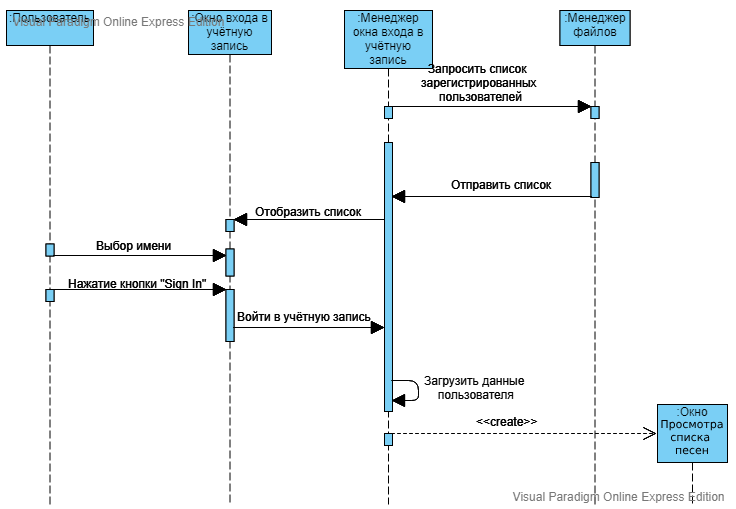 :Пользователь
Visual Paradigm Online Express Edition
:Окно входа в
учётную
запись
:Менеджер
окна входа в
учётную
запись
:Менеджер
файлов
Запросить список
зарегистрированных
пользователей
Отправить список
Отобразить список
Выбор имени
Нажатие кнопки "Sign In"
Войти в учётную запись
Загрузить данные
пользователя
<<create>>
:Окно
Просмотра
списка
песен
Visual Paradigm Online Express Edition